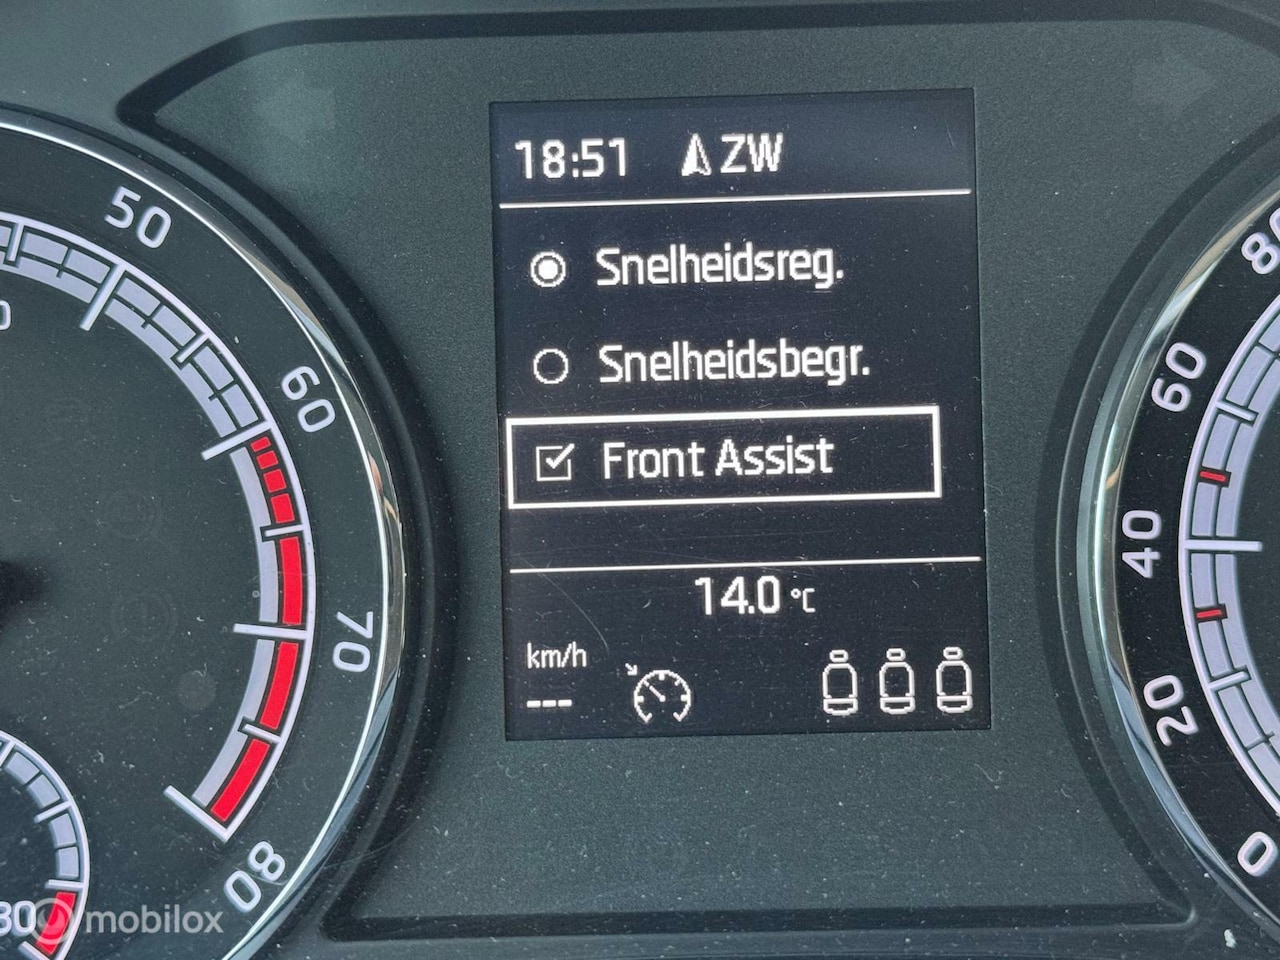 18:51 ZW
Snelheidsreg.
Snelheidsbegr.
Front Assist
14.0 °C
km/h
---
50
60
70
80
80
60
40
20
0
mobilox